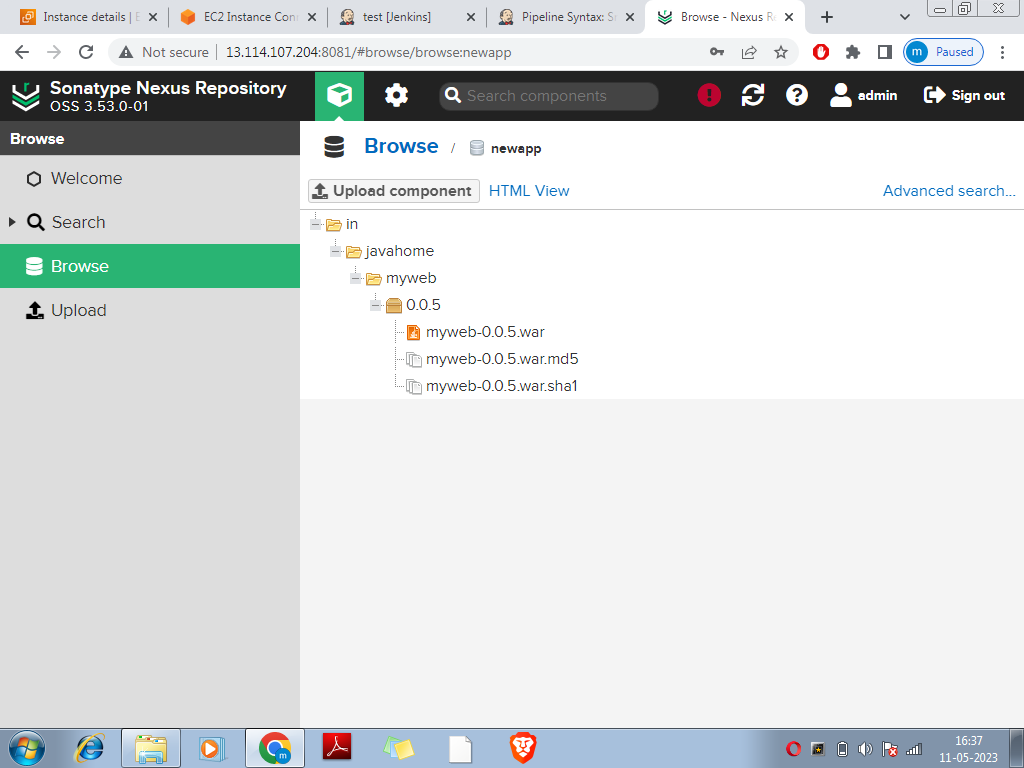 Instance details | E
EC2 Instance Con
test [Jenkins]
Pipeline Syntax: S
Browse - Nexus R
Not secure
13.114.107.204:8081/#browse/browse:newapp
m
Paused
Sonatype Nexus Repository
OSS 3.53.0-01
Search components
admin
Sign out
Browse
Browse / newapp
Welcome
Upload component
HTML View
Advanced search...
Search
in
javahome
Browse
myweb
0.0.5
Upload
myweb-0.0.5.war
myweb-0.0.5.war.md5
myweb-0.0.5.war.sha1
m
16:37
11-05-2023